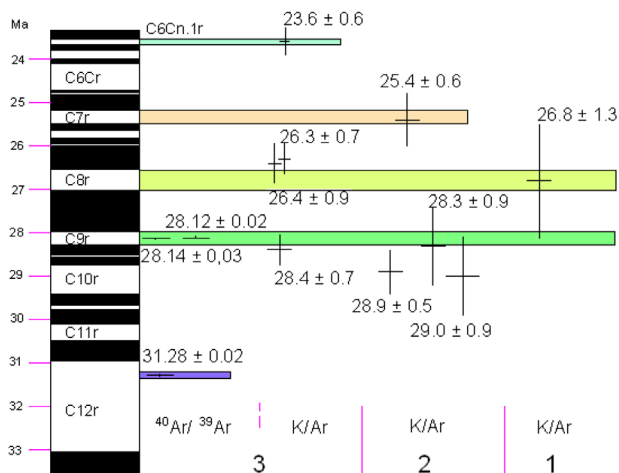 Ma
C6Cn.1r
23.6 ± 0.6
24
C6Cr
25
25.4 ± 0.6
C7r
26.8 ± 1.3
26
26.3 ± 0.7
C8r
27
26.4 ± 0.9
28.3 ± 0.9
28.12 ± 0.02
28
C9r
28.14 ± 0,03
28.4 ± 0.7
29
C10r
28.9 ± 0.5
29.0 ± 0.9
30
C11r
31
31.28 ± 0.02
32
C12r
⁴⁰Ar/ ³⁹Ar K/Ar K/Ar K/Ar
33
3 2 1